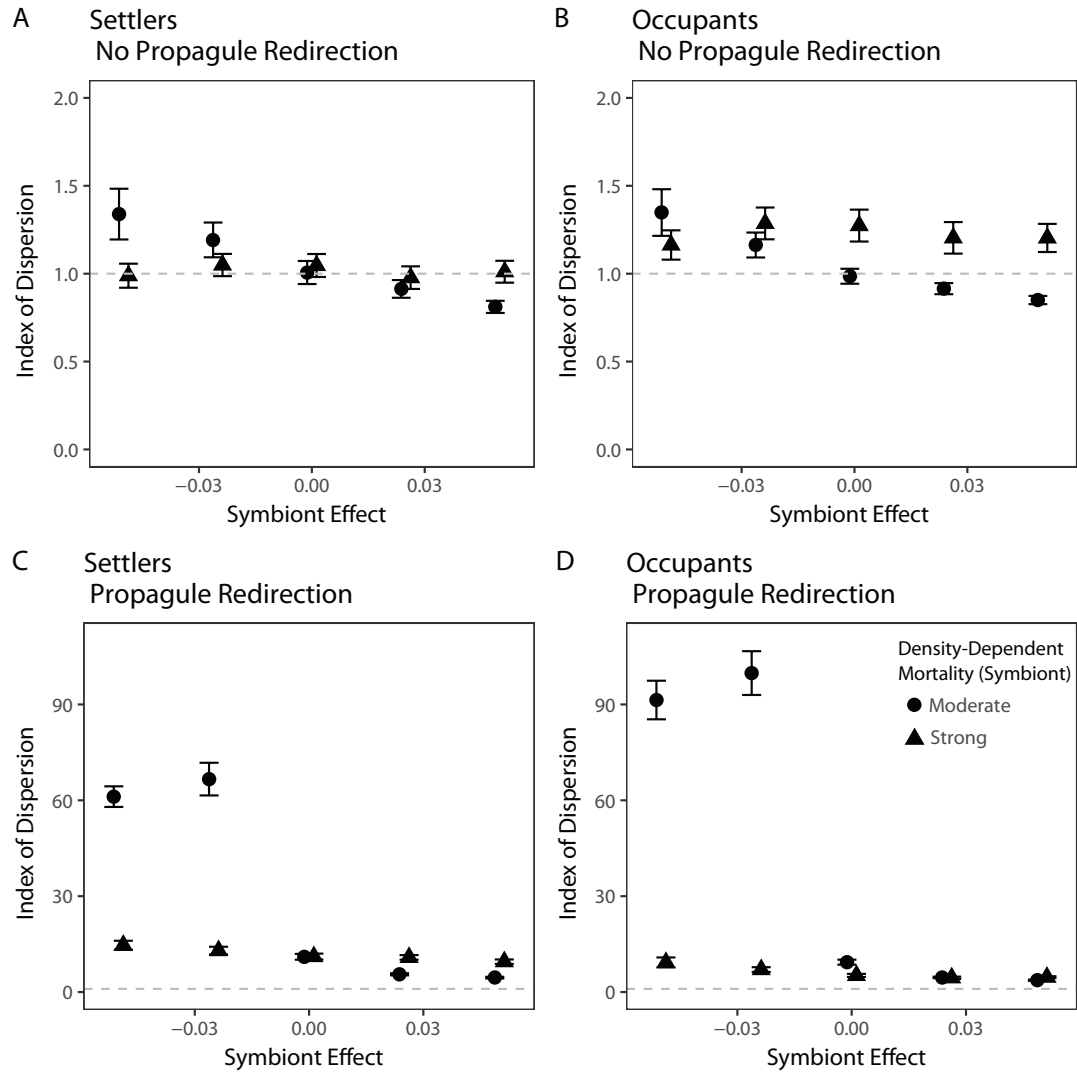 A
Settlers
No Propagule Redirection
Index of Dispersion
2.0
1.5
1.0
0.5
0.0
−0.03
0.00
0.03
Symbiont Effect
B
Occupants
No Propagule Redirection
Index of Dispersion
2.0
1.5
1.0
0.5
0.0
−0.03
0.00
0.03
Symbiont Effect
C
Settlers
Propagule Redirection
Index of Dispersion
90
60
30
0
−0.03
0.00
0.03
Symbiont Effect
D
Occupants
Propagule Redirection
Index of Dispersion
90
60
30
0
Density-Dependent
Mortality (Symbiont)
Moderate
Strong
−0.03
0.00
0.03
Symbiont Effect